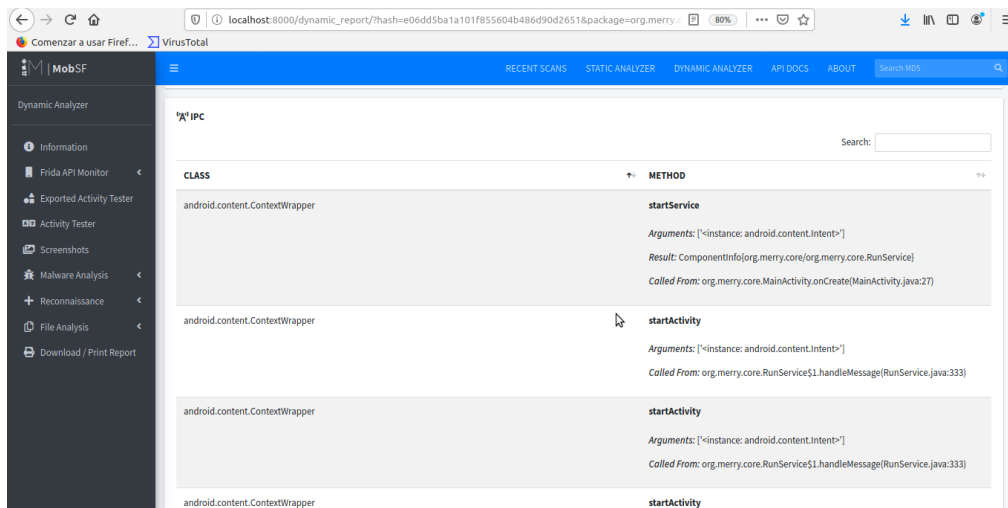 localhost:8000/dynamic_report/?hash=e06dd5ba1a101f855604b486d90d2651&package=org.merry.c 80%
Comenzar a usar Firef... VirusTotal
MobSF RECENT SCANS STATIC ANALYZER DYNAMIC ANALYZER API DOCS ABOUT Search MD5
Dynamic Analyzer
Information
Frida API Monitor
Exported Activity Tester
Activity Tester
Screenshots
Malware Analysis
Reconnaissance
File Analysis
Download / Print Report
IPC
Search:
CLASS METHOD
android.content.ContextWrapper startService
Arguments: ['<instance: android.content.Intent>']
Result: ComponentInfo{org.merry.core/org.merry.core.RunService}
Called From: org.merry.core.MainActivity.onCreate(MainActivity.java:27)
android.content.ContextWrapper startActivity
Arguments: ['<instance: android.content.Intent>']
Called From: org.merry.core.RunService$1.handleMessage(RunService.java:333)
android.content.ContextWrapper startActivity
Arguments: ['<instance: android.content.Intent>']
Called From: org.merry.core.RunService$1.handleMessage(RunService.java:333)
android.content.ContextWrapper startActivity